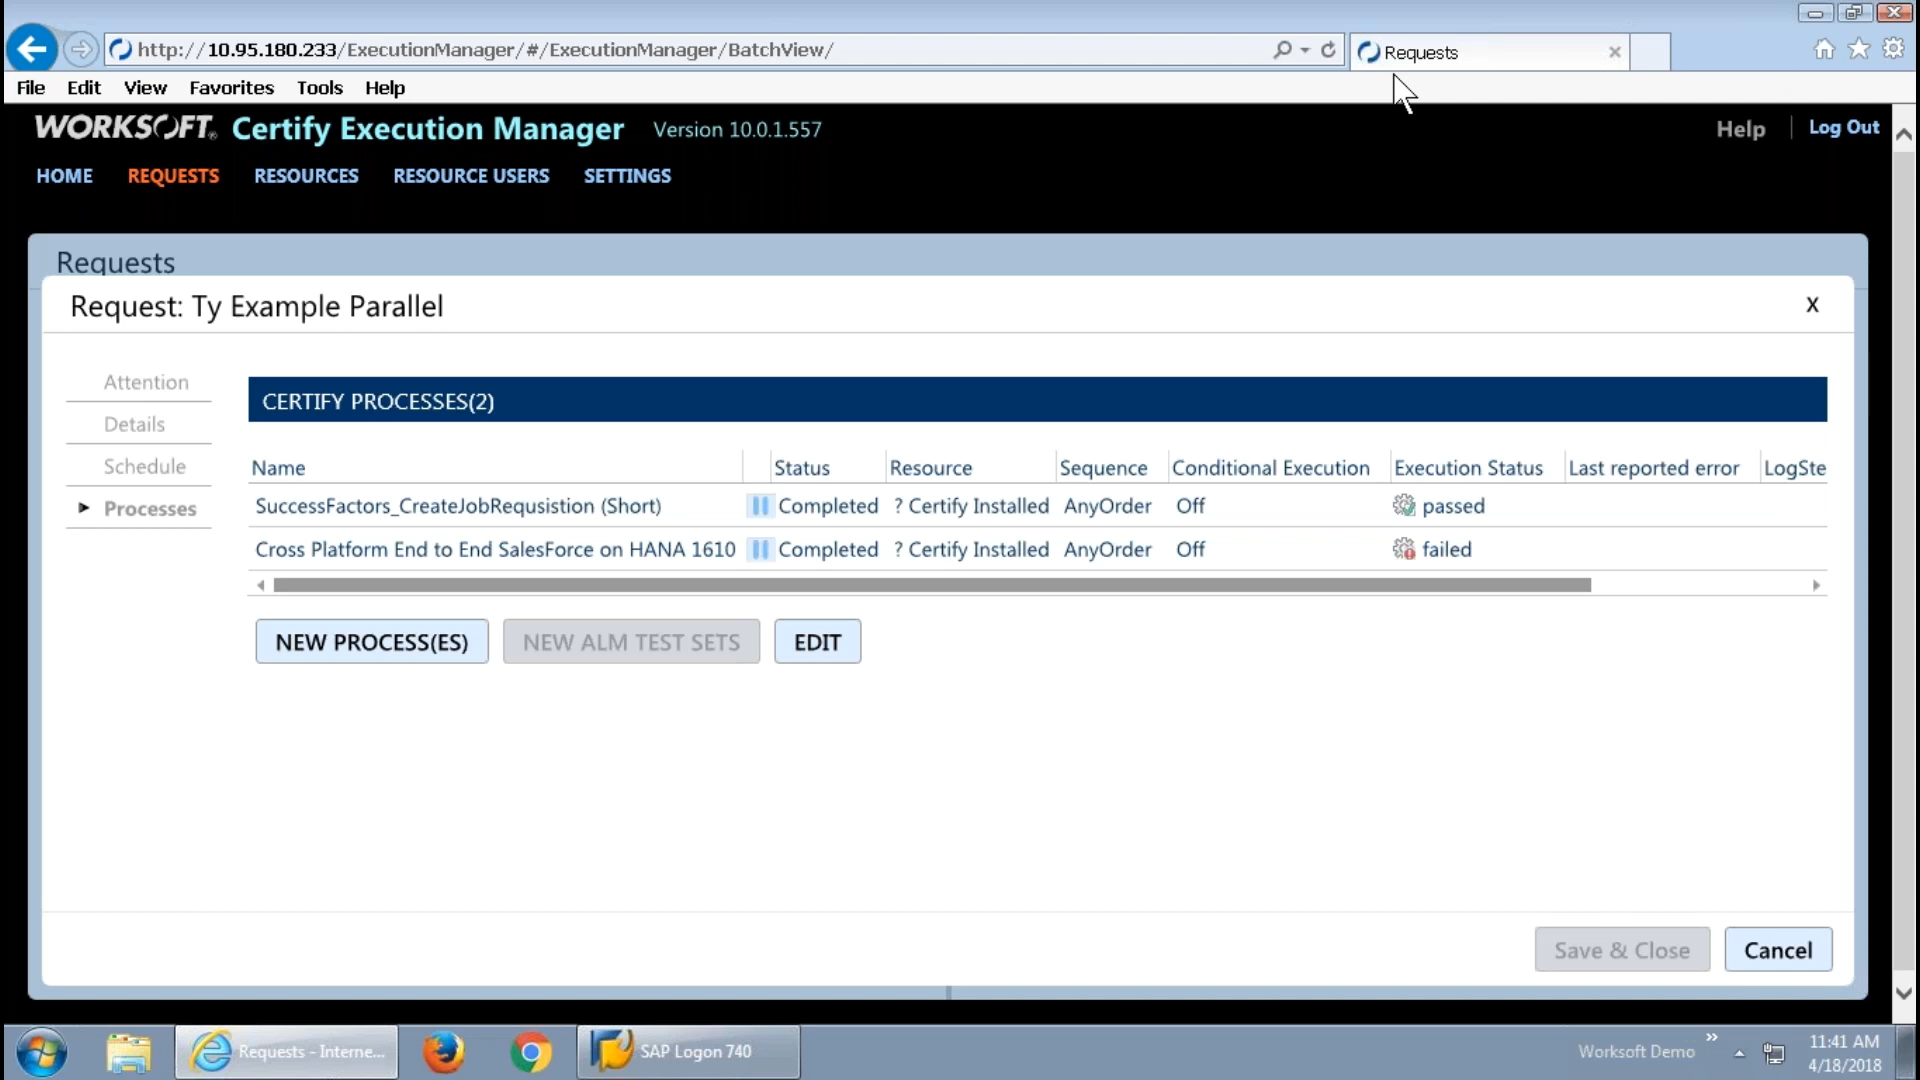 http://10.95.180.233/ExecutionManager/#/ExecutionManager/BatchView/
Requests
File Edit View Favorites Tools Help
WORKSOFT® Certify Execution Manager Version 10.0.1.557
Help Log Out
HOME REQUESTS RESOURCES RESOURCE USERS SETTINGS
Requests
Request: Ty Example Parallel X
Attention
Details
Schedule
Processes
CERTIFY PROCESSES(2)
Name Status Resource Sequence Conditional Execution Execution Status Last reported error LogSte
SuccessFactors_CreateJobRequsistion (Short) Completed ? Certify Installed AnyOrder Off passed
Cross Platform End to End SalesForce on HANA 1610 Completed ? Certify Installed AnyOrder Off failed
NEW PROCESS(ES) NEW ALM TEST SETS EDIT
Save & Close Cancel
Requests - Interne...
SAP Logon 740
Worksoft Demo
11:41 AM
4/18/2018